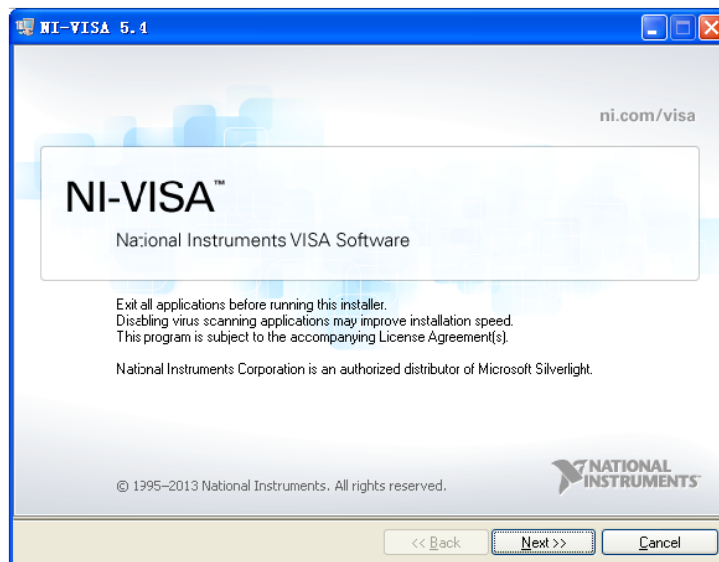 NI-VISA 5.4
ni.com/visa
NI-VISA™
National Instruments VISA Software
Exit all applications before running this installer.
Disabling virus scanning applications may improve installation speed.
This program is subject to the accompanying License Agreement(s).
National Instruments Corporation is an authorized distributor of Microsoft Silverlight.
© 1995–2013 National Instruments. All rights reserved.
NATIONAL
INSTRUMENTS™
<< Back Next >> Cancel